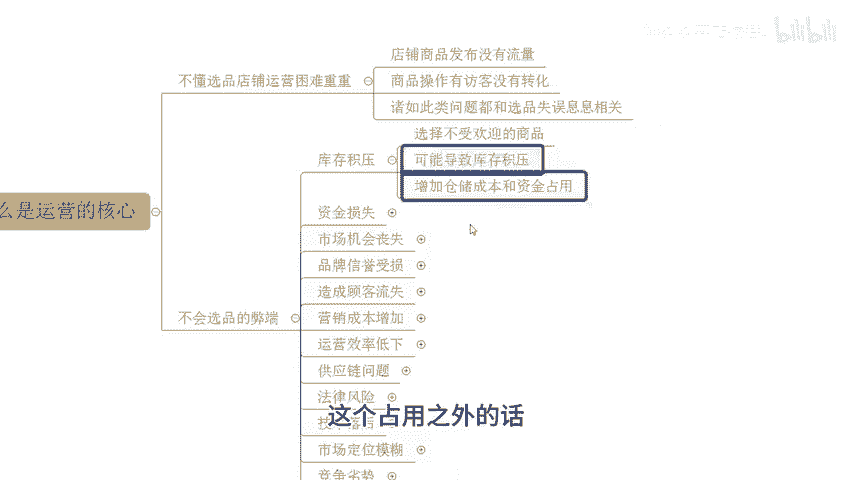 bilibili
店铺商品发布没有流量
不懂选品店铺运营困难重重
商品操作有访客没有转化
诸如此类问题都和选品失误息息相关
选择不受欢迎的商品
库存积压
可能导致库存积压
增加仓储成本和资金占用
么是运营的核心
资金损失
市场机会丧失
品牌信誉受损
造成顾客流失
不会选品的弊端
营销成本增加
运营效率低下
供应链问题
法律风险
这个占用之外的话
市场定位模糊
竞争劣势